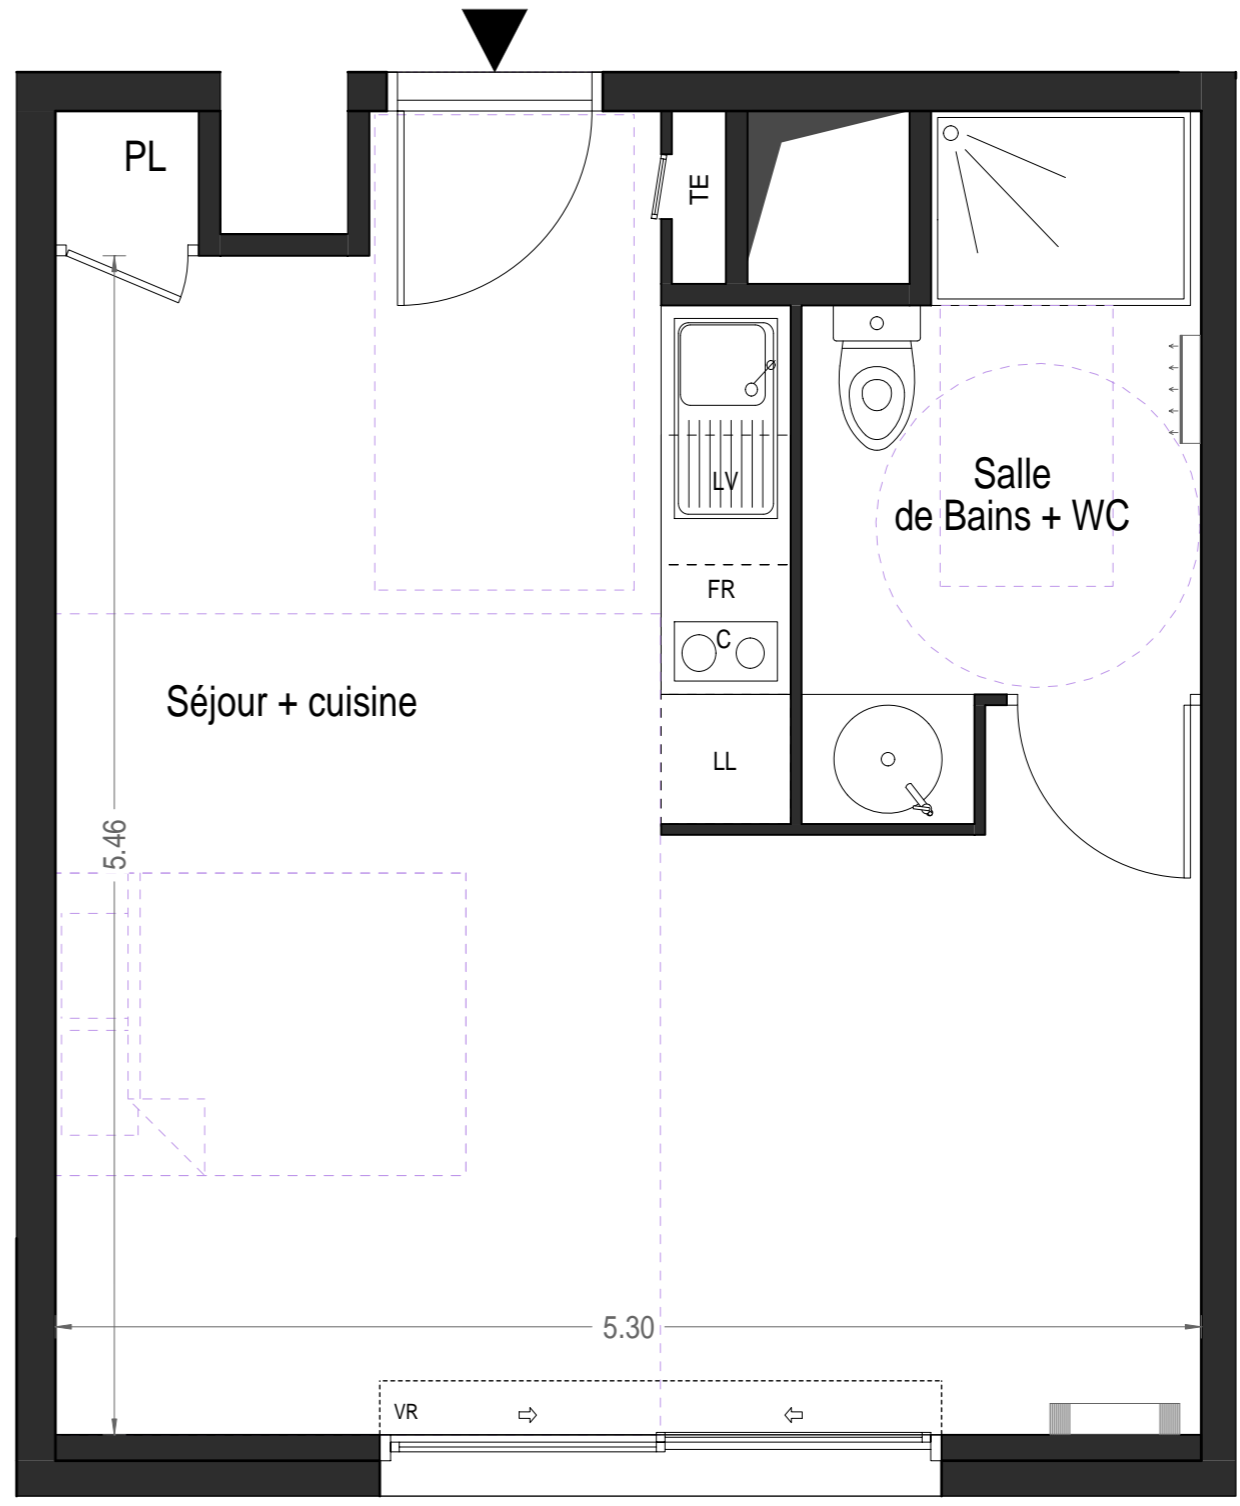 PL
TE
LV
Salle
de Bains + WC
FR
C
Séjour + cuisine
LL
5.46
5.30
VR